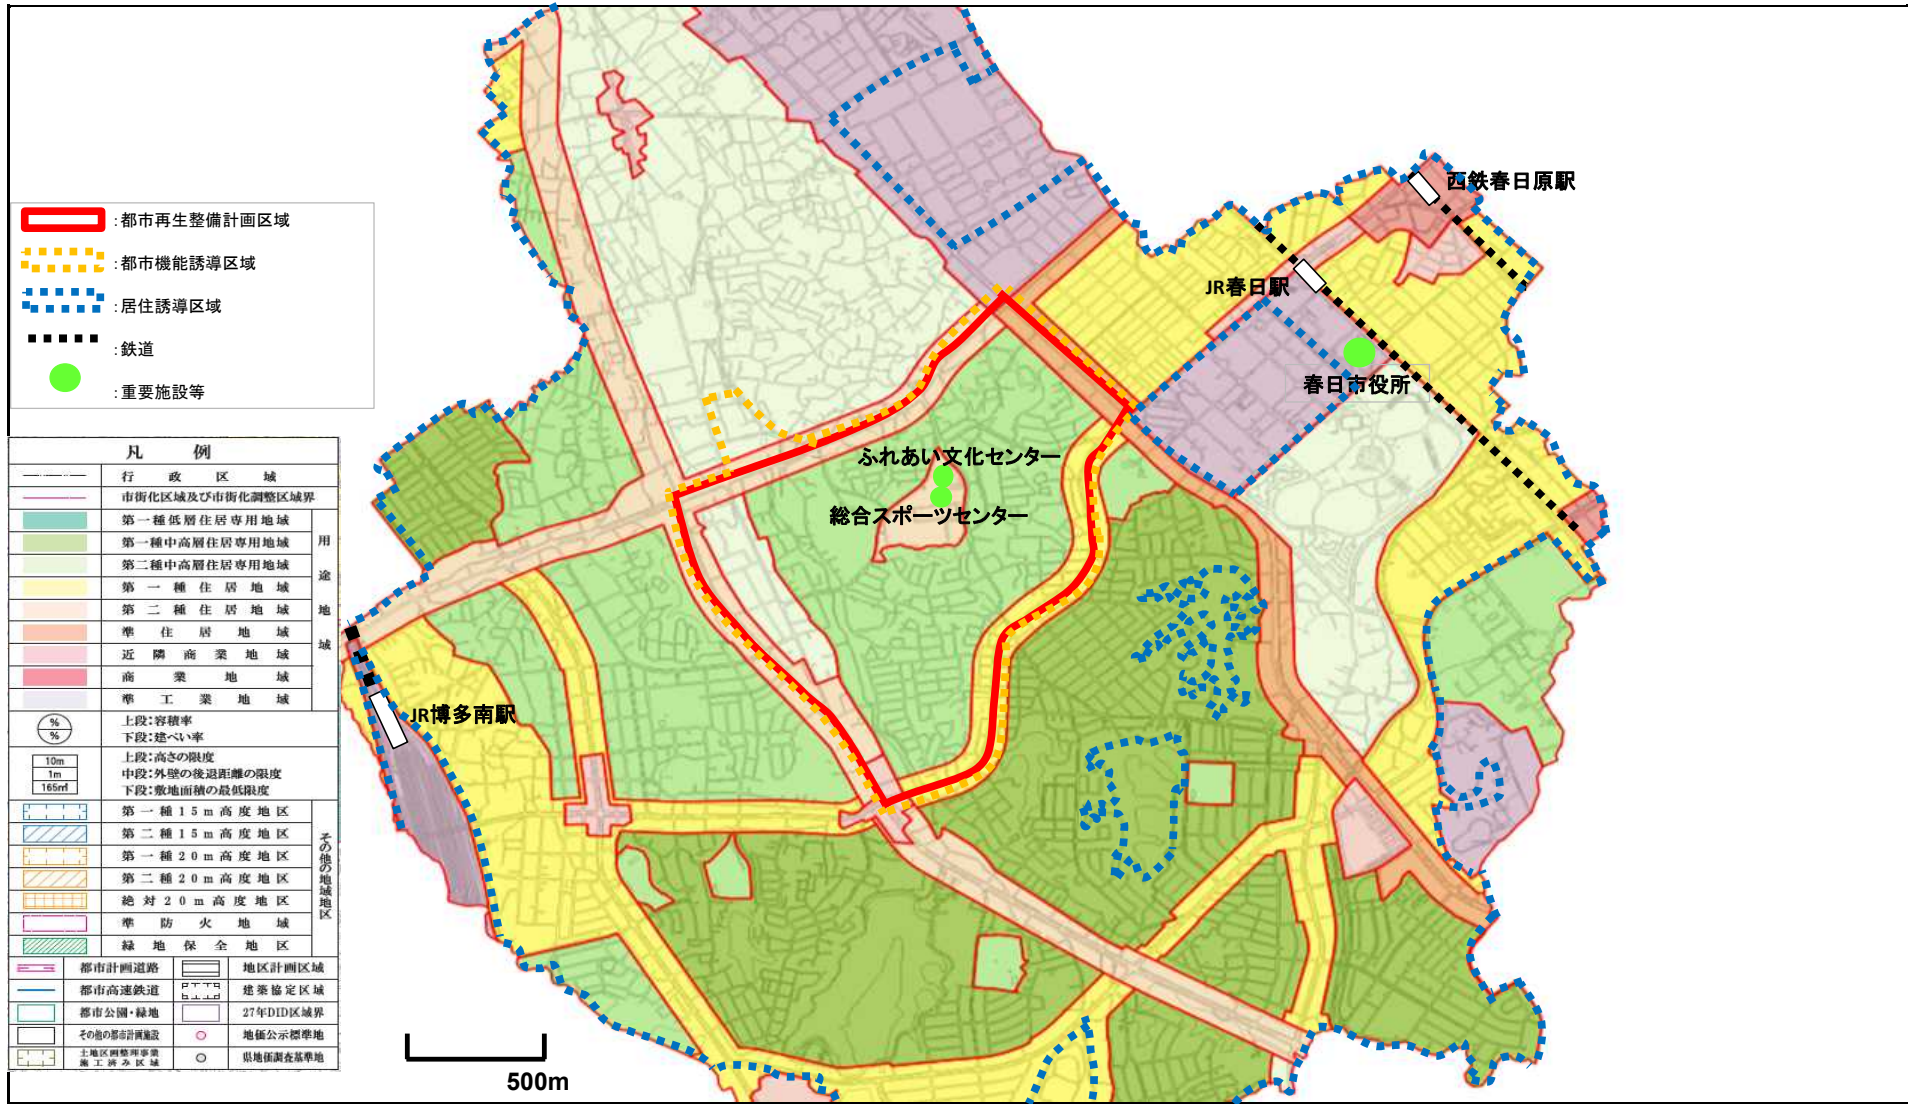 西鉄春日原駅
JR春日駅
春日市役所
ふれあい文化センター
総合スポーツセンター
JR博多南駅
500m
:都市再生整備計画区域
:都市機能誘導区域
:居住誘導区域
:鉄道
:重要施設等
凡例
行政区域
市街化区域及び市街化調整区域界
第一種低層住居専用地域
第一種中高層住居専用地域
第二種中高層住居専用地域
第一種住居地域
第二種住居地域
準住居地域
近隣商業地域
商業地域
準工業地域
用途地域
%
%
上段:容積率
下段:建ぺい率
10m
1m
165㎡
上段:高さの限度
中段:外壁の後退距離の限度
下段:敷地面積の最低限度
第一種15m高度地区
第二種15m高度地区
第一種20m高度地区
第二種20m高度地区
絶対20m高度地区
準防火地域
緑地保全地区
その他の地域地区
都市計画道路
地区計画区域
都市高速鉄道
建築協定区域
都市公園・緑地
27年DID区域界
その他の都市計画施設
地価公示標準地
土地区画整理事業
施工済み区域
県地価調査基準地